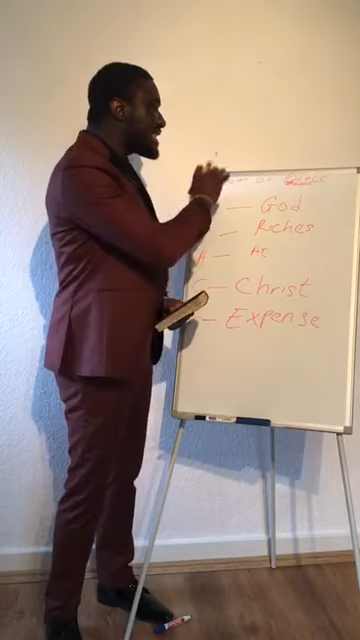 — God
— Riches
A — At
— Christ
— Expense